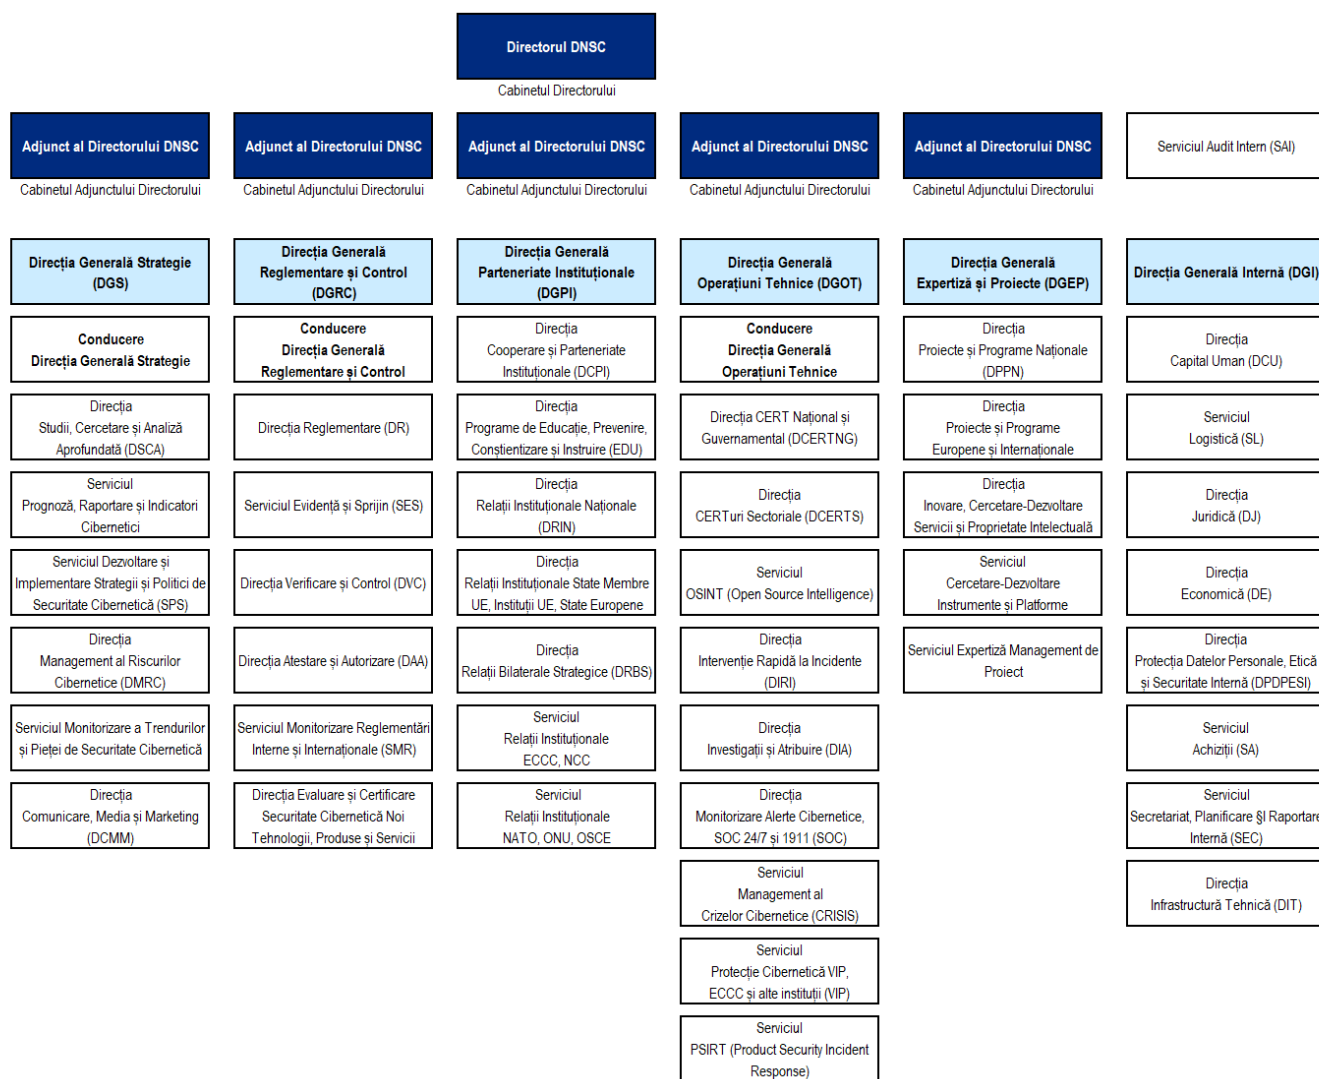 Directorul DNSC
Cabinetul Directorului
Adjunct al Directorului DNSC
Cabinetul Adjunctului Directorului
Adjunct al Directorului DNSC
Cabinetul Adjunctului Directorului
Adjunct al Directorului DNSC
Cabinetul Adjunctului Directorului
Adjunct al Directorului DNSC
Cabinetul Adjunctului Directorului
Adjunct al Directorului DNSC
Cabinetul Adjunctului Directorului
Serviciul Audit Intern (SAI)
Direcția Generală Strategie
(DGS)
Conducere
Direcția Generală Strategie
Direcția
Studii, Cercetare și Analiză
Aprofundată (DSCA)
Serviciul
Prognoză, Raportare și Indicatori
Cibernetici
Serviciul Dezvoltare și
Implementare Strategii și Politici de
Securitate Cibernetică (SPS)
Direcția
Management al Riscurilor
Cibernetice (DMRC)
Serviciul Monitorizare a Trendurilor
și Pieței de Securitate Cibernetică
Direcția
Comunicare, Media și Marketing
(DCMM)
Direcția Generală
Reglementare și Control
(DGRC)
Conducere
Direcția Generală
Reglementare și Control
Direcția Reglementare (DR)
Serviciul Evidență și Sprijin (SES)
Direcția Verificare și Control (DVC)
Direcția Atestare și Autorizare (DAA)
Serviciul Monitorizare Reglementări
Interne și Internaționale (SMR)
Direcția Evaluare și Certificare
Securitate Cibernetică Noi
Tehnologii, Produse și Servicii
Direcția Generală
Parteneriate Instituționale
(DGPI)
Direcția
Cooperare și Parteneriate
Instituționale (DCPI)
Direcția
Programe de Educație, Prevenire,
Conștientizare și Instruire (EDU)
Direcția
Relații Instituționale Naționale
(DRIN)
Direcția
Relații Instituționale State Membre
UE, Instituții UE, State Europene
Direcția
Relații Bilaterale Strategice (DRBS)
Serviciul
Relații Instituționale
ECCC, NCC
Serviciul
Relații Instituționale
NATO, ONU, OSCE
Direcția Generală
Operațiuni Tehnice (DGOT)
Conducere
Direcția Generală
Operațiuni Tehnice
Direcția CERT Național și
Guvernamental (DCERTNG)
Direcția
CERTuri Sectoriale (DCERTS)
Serviciul
OSINT (Open Source Intelligence)
Direcția
Intervenție Rapidă la Incidente
(DIRI)
Direcția
Investigații și Atribuire (DIA)
Direcția
Monitorizare Alerte Cibernetice,
SOC 24/7 și 1911 (SOC)
Serviciul
Management al
Crizelor Cibernetice (CRISIS)
Serviciul
Protecție Cibernetică VIP,
ECCC și alte instituții (VIP)
Serviciul
PSIRT (Product Security Incident
Response)
Direcția Generală
Expertiză și Proiecte (DGEP)
Direcția
Proiecte și Programe Naționale
(DPPN)
Direcția
Proiecte și Programe
Europene și Internaționale
Direcția
Inovare, Cercetare-Dezvoltare
Servicii și Proprietate Intelectuală
Serviciul
Cercetare-Dezvoltare
Instrumente și Platforme
Serviciul Expertiză Management de
Proiect
Direcția Generală Internă (DGI)
Direcția
Capital Uman (DCU)
Serviciul
Logistică (SL)
Direcția
Juridică (DJ)
Direcția
Economică (DE)
Direcția
Protecția Datelor Personale, Etică
și Securitate Internă (DPDPESI)
Serviciul
Achiziții (SA)
Serviciul
Secretariat, Planificare §I Raportare
Internă (SEC)
Direcția
Infrastructură Tehnică (DIT)